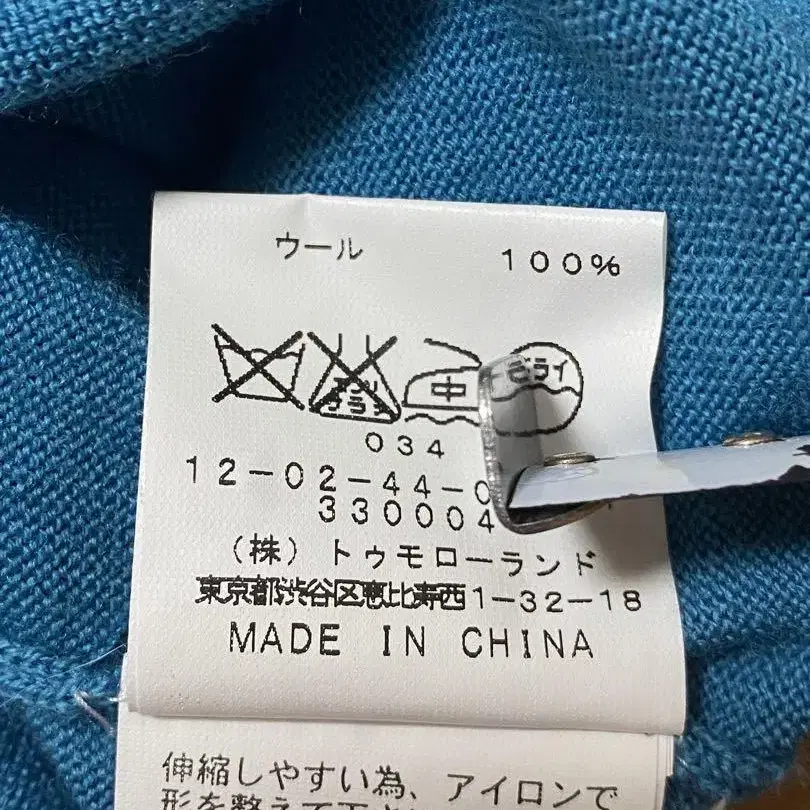 ウール 100%
中 ドライ
034
12-02-44-0
330004
(株)トゥモローランド
東京都渋谷区恵比寿西1-32-18
MADE IN CHINA
伸縮しやすい為、アイロンで
形を整えて下さい